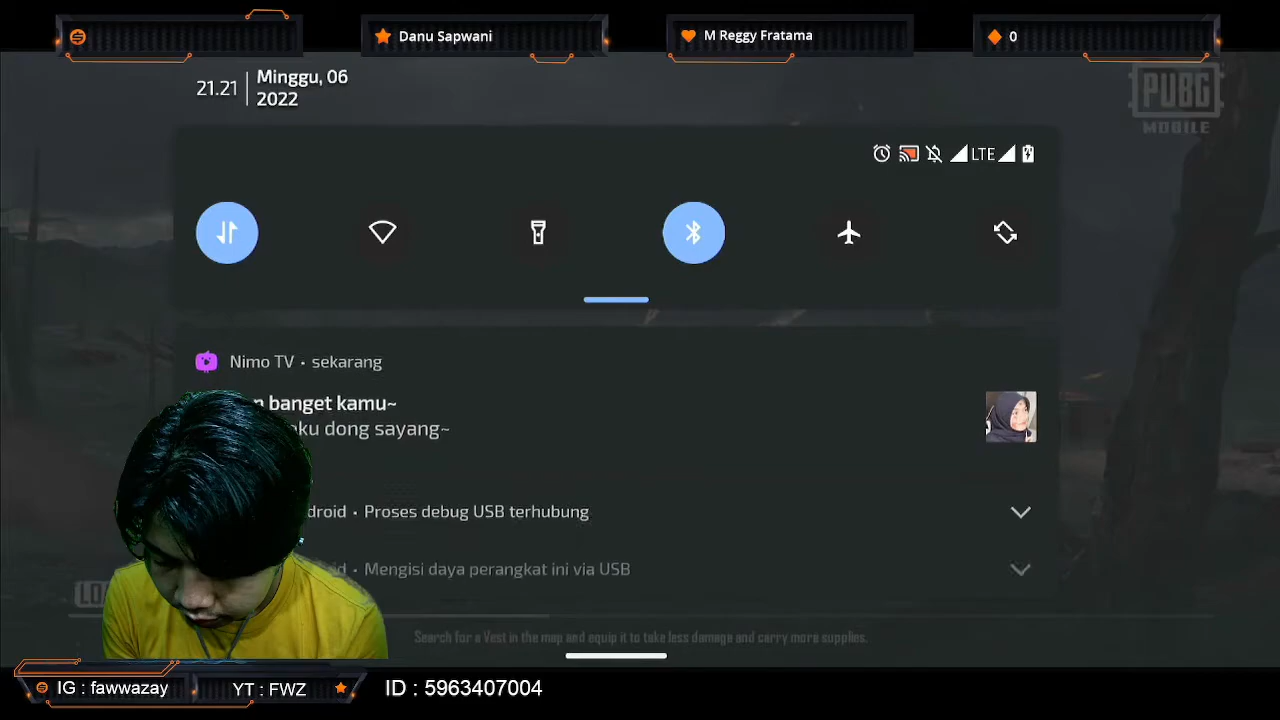 Danu Sapwani
M Reggy Fratama
0
21.21
Minggu, 06
2022
PUBG
MOBILE
LTE
Nimo TV • sekarang
banget kamu~
dong sayang~
• Proses debug USB terhubung
• Mengisi daya perangkat ini via USB
Search for a Vest in the map and equip it to take less damage and carry more supplies.
IG : fawwazay
YT : FWZ
ID : 5963407004